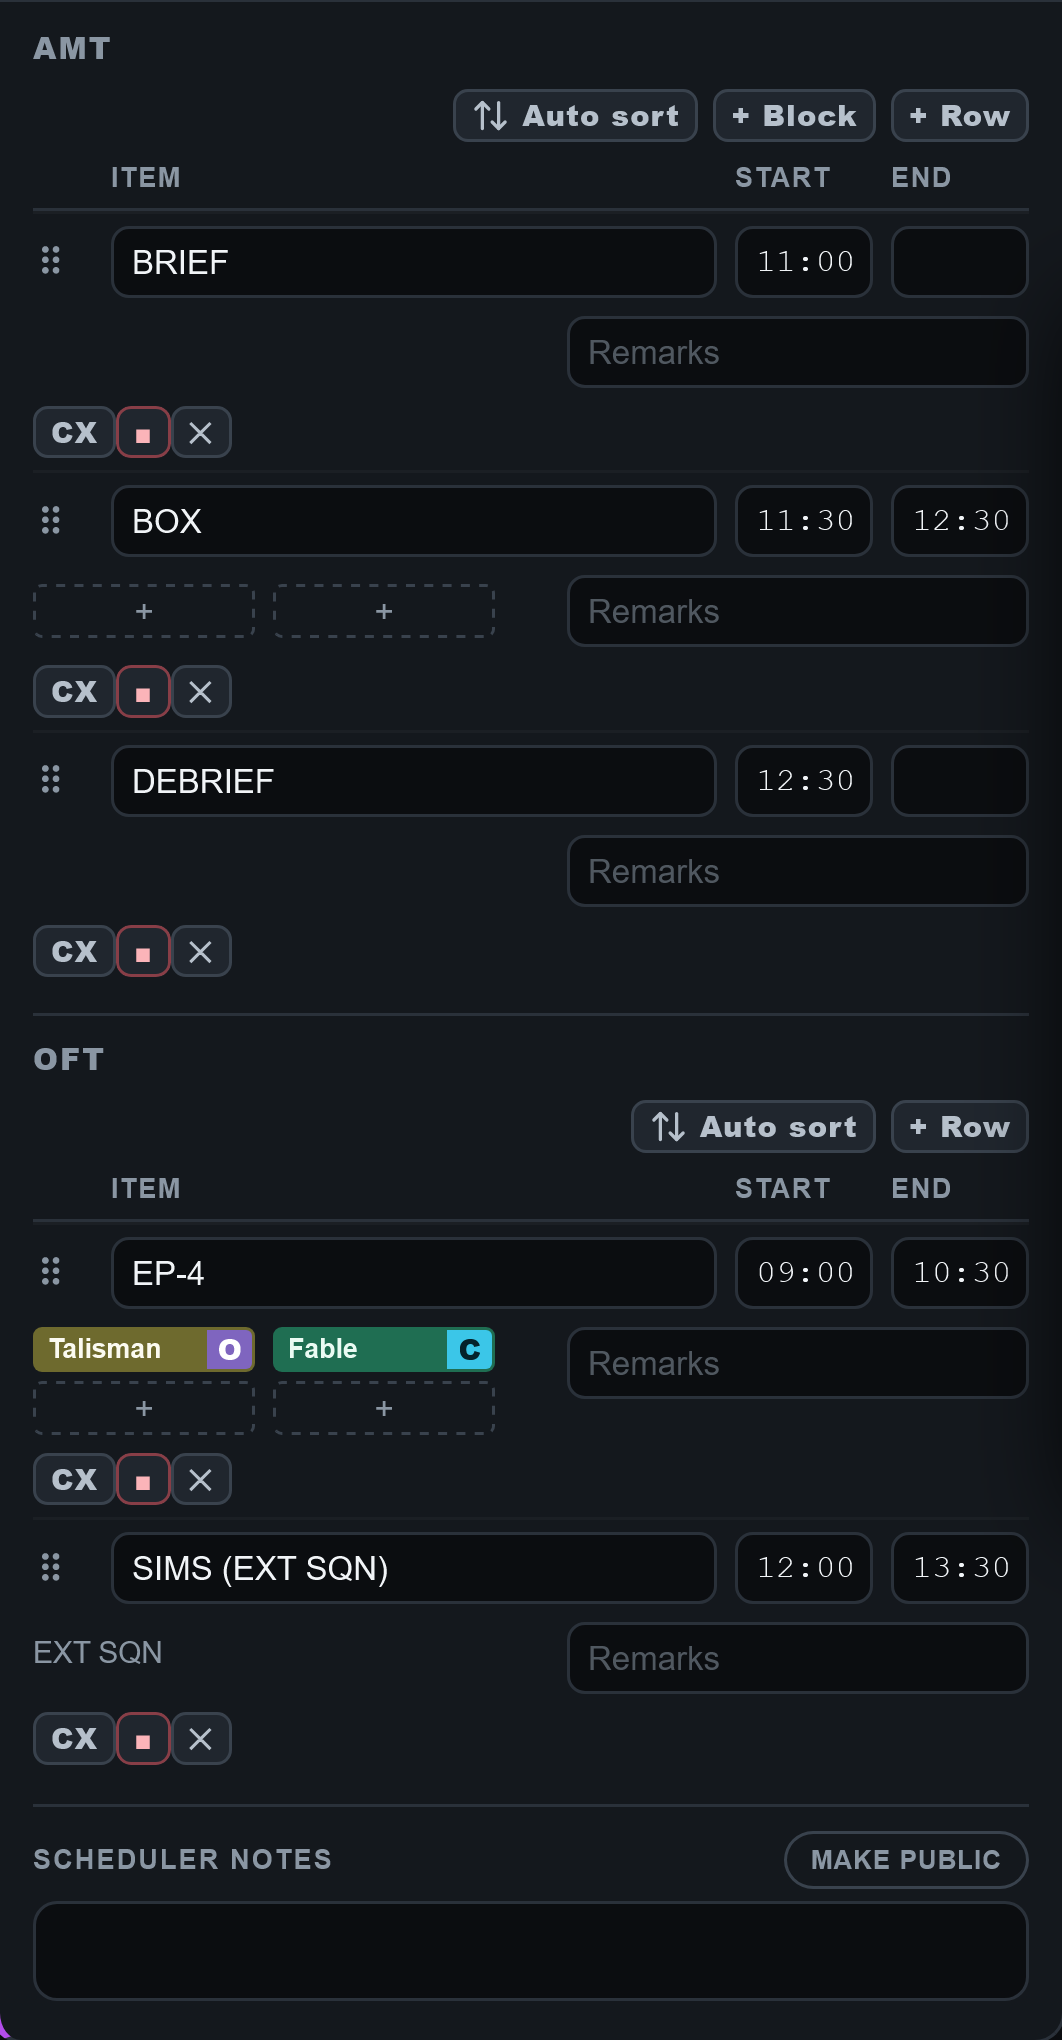 AMT
Auto sort + Block + Row
ITEM START END
BRIEF 11:00
Remarks
CX
BOX 11:30 12:30
+ + Remarks
CX
DEBRIEF 12:30
Remarks
CX
OFT
Auto sort + Row
ITEM START END
EP-4 09:00 10:30
Talisman O Fable C Remarks
+ +
CX
SIMS (EXT SQN) 12:00 13:30
EXT SQN Remarks
CX
SCHEDULER NOTES MAKE PUBLIC